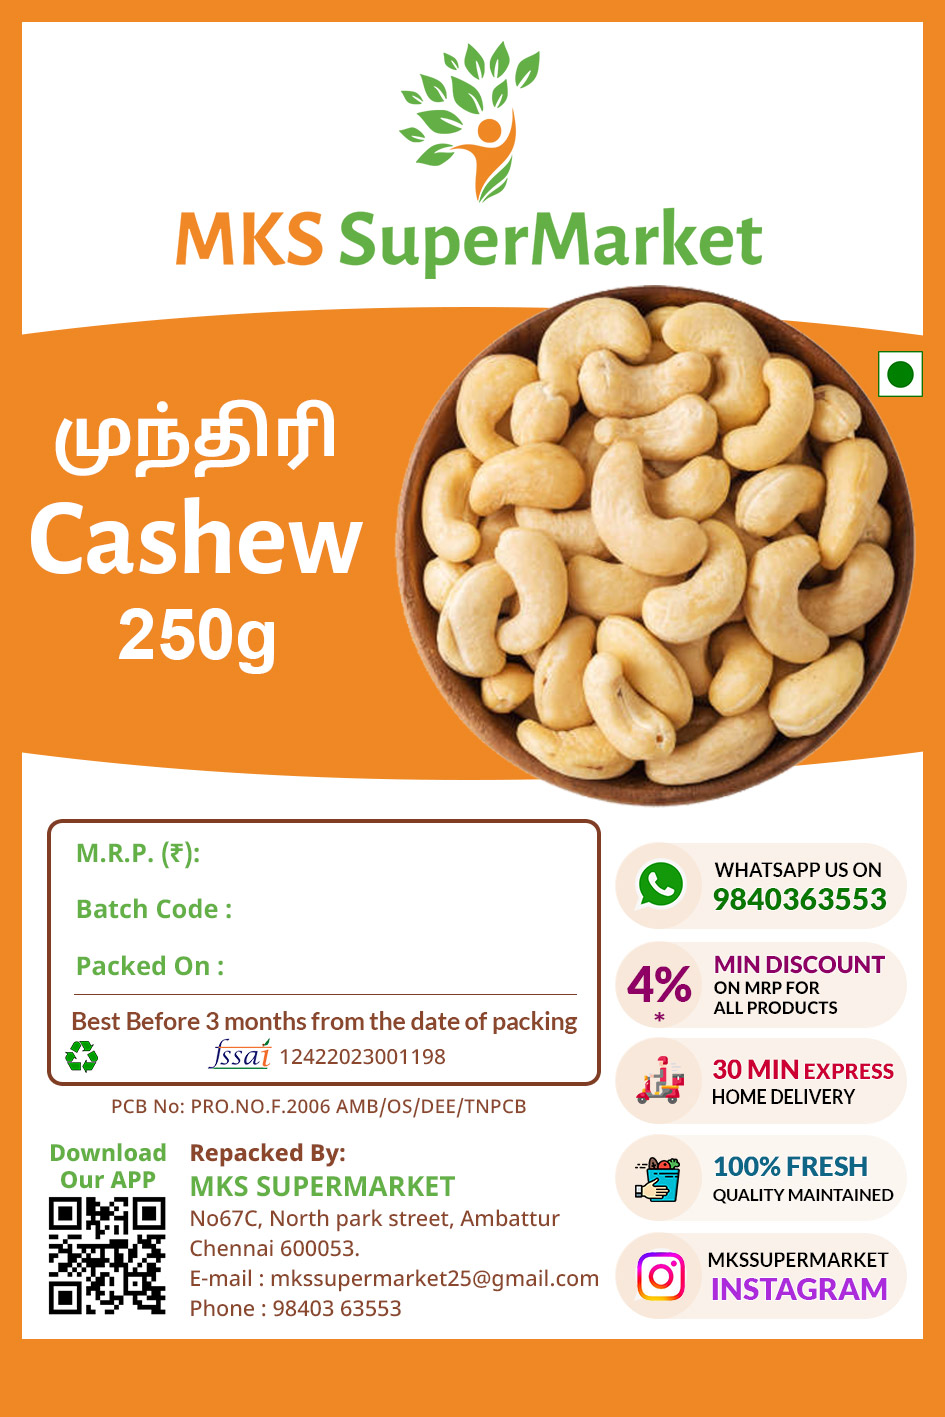 MKS SuperMarket
முந்திரி
Cashew
250g
M.R.P. (₹):
Batch Code :
Packed On :
Best Before 3 months from the date of packing
fssai 12422023001198
PCB No: PRO.NO.F.2006 AMB/OS/DEE/TNPCB
Download
Our APP
Repacked By:
MKS SUPERMARKET
No67C, North park street, Ambattur
Chennai 600053.
E-mail : mkssupermarket25@gmail.com
Phone : 98403 63553
WHATSAPP US ON
9840363553
4%
*
MIN DISCOUNT
ON MRP FOR
ALL PRODUCTS
30 MIN EXPRESS
HOME DELIVERY
100% FRESH
QUALITY MAINTAINED
MKSSUPERMARKET
INSTAGRAM